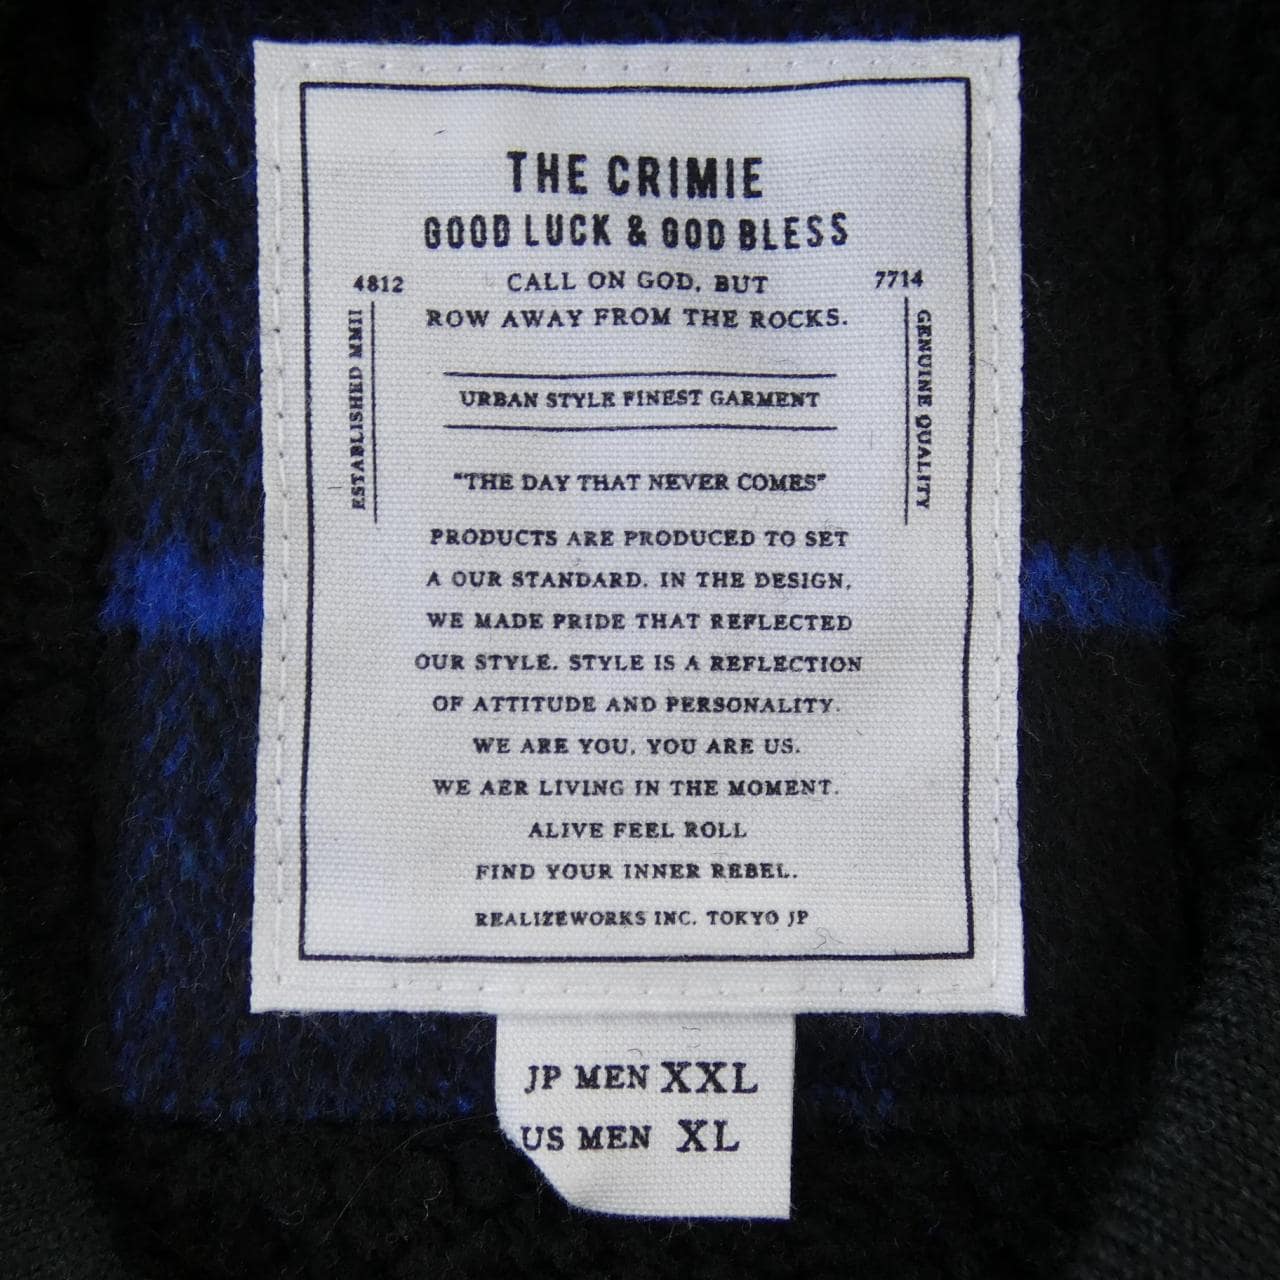 THE CRIMIE
GOOD LUCK & GOD BLESS
4812
CALL ON GOD, BUT
7714
ROW AWAY FROM THE ROCKS.
ESTABLISHED MMII
GENUINE QUALITY
URBAN STYLE FINEST GARMENT
"THE DAY THAT NEVER COMES"
PRODUCTS ARE PRODUCED TO SET
A OUR STANDARD. IN THE DESIGN,
WE MADE PRIDE THAT REFLECTED
OUR STYLE. STYLE IS A REFLECTION
OF ATTITUDE AND PERSONALITY.
WE ARE YOU, YOU ARE US.
WE AER LIVING IN THE MOMENT.
ALIVE FEEL ROLL
FIND YOUR INNER REBEL.
REALIZEWORKS INC. TOKYO JP
JP MEN XXL
US MEN XL